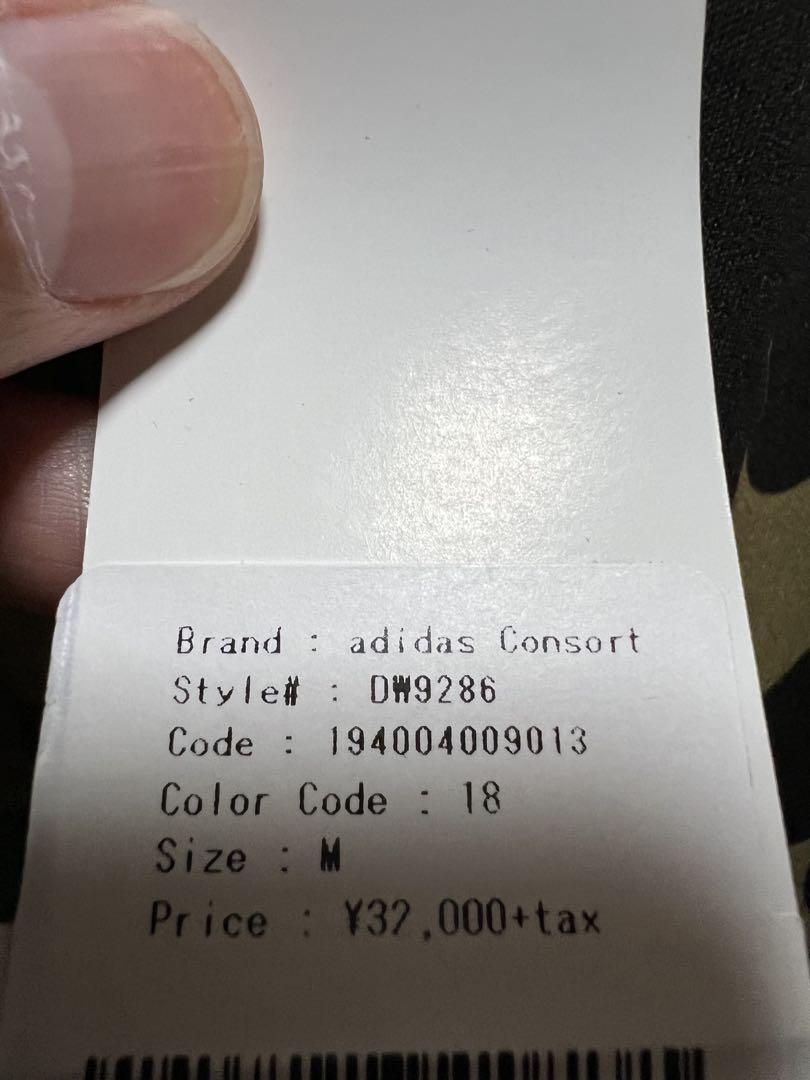 Brand : adidas Consort
Style# : DW9286
Code : 194004009013
Color Code : 18
Size : M
Price : ¥32,000+tax